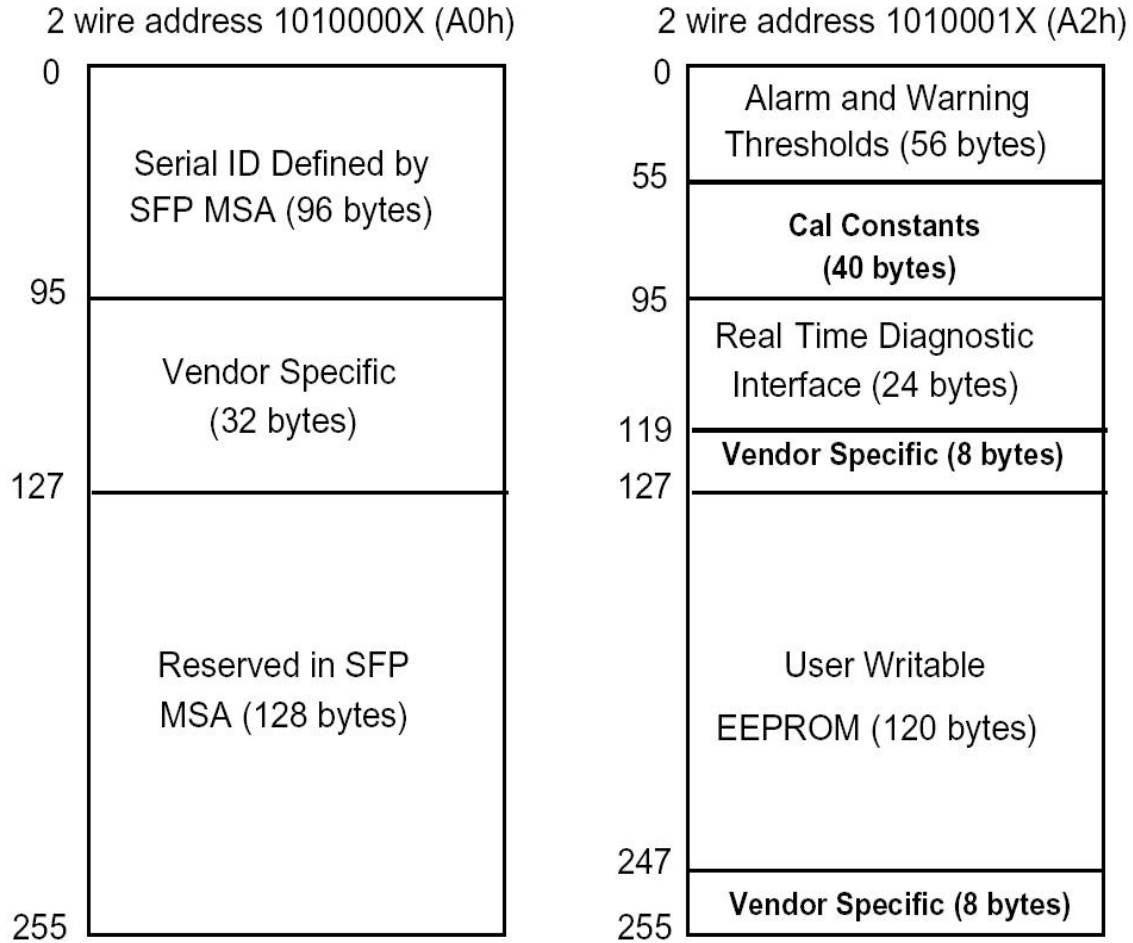 2 wire address 1010000X (A0h)
0
Serial ID Defined by
SFP MSA (96 bytes)
95
Vendor Specific
(32 bytes)
127
Reserved in SFP
MSA (128 bytes)
255
2 wire address 1010001X (A2h)
0
Alarm and Warning
Thresholds (56 bytes)
55
Cal Constants
(40 bytes)
95
Real Time Diagnostic
Interface (24 bytes)
119
Vendor Specific (8 bytes)
127
User Writable
EEPROM (120 bytes)
247
Vendor Specific (8 bytes)
255